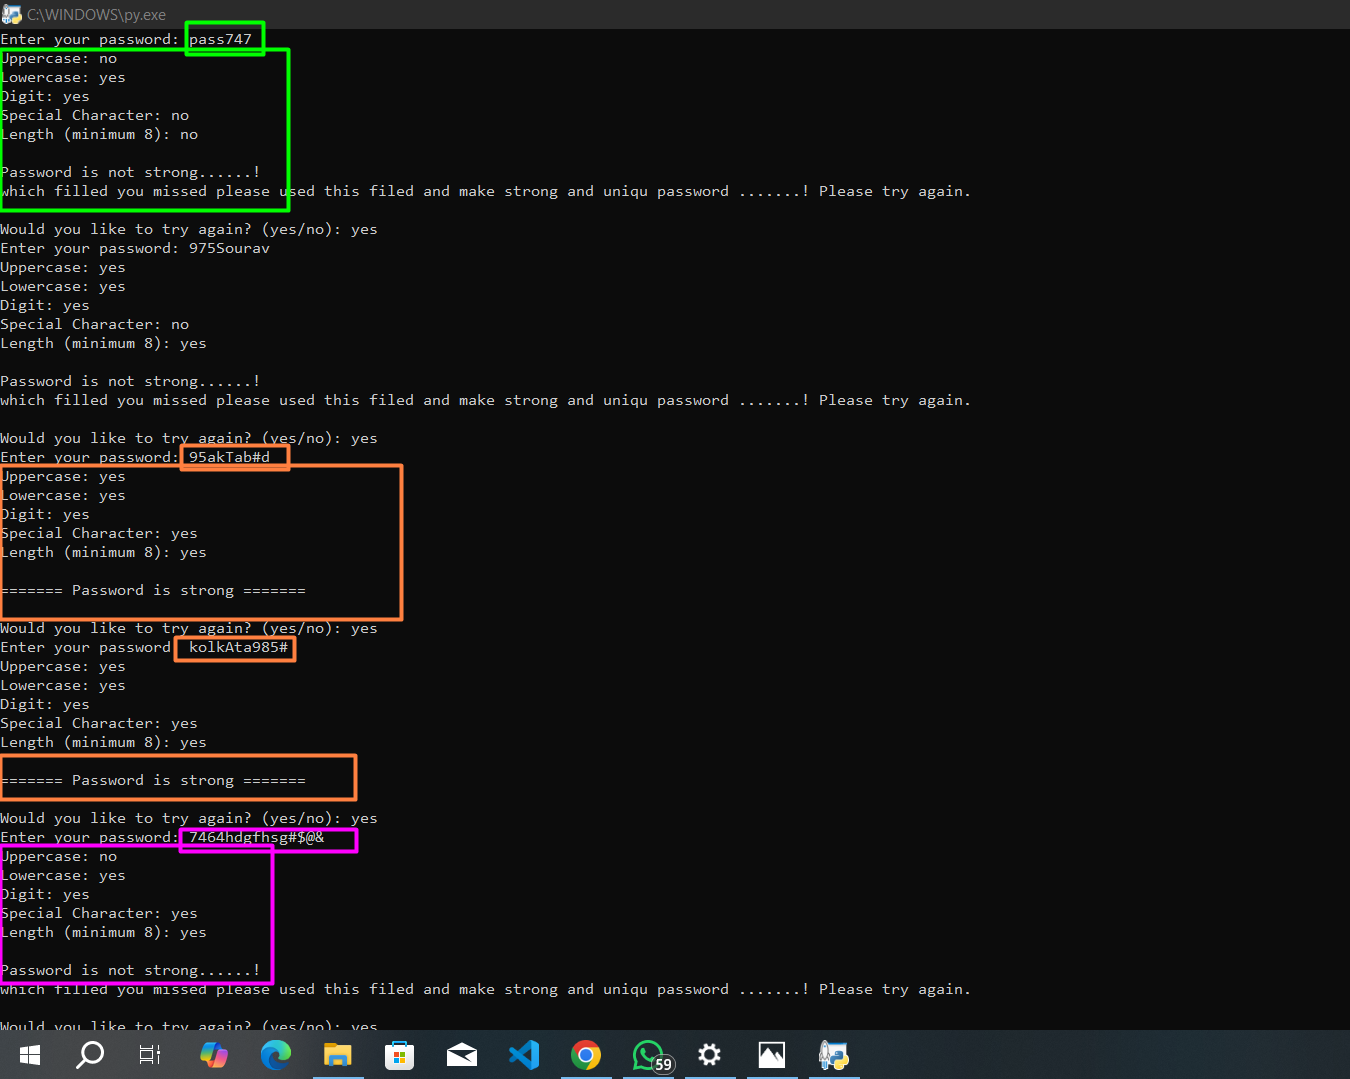 C:\WINDOWS\py.exe
Enter your password: pass747
Uppercase: no
Lowercase: yes
Digit: yes
Special Character: no
Length (minimum 8): no
Password is not strong......!
which filled you missed please used this filed and make strong and uniqu password .......! Please try again.
Would you like to try again? (yes/no): yes
Enter your password: 975Sourav
Uppercase: yes
Lowercase: yes
Digit: yes
Special Character: no
Length (minimum 8): yes
Password is not strong......!
which filled you missed please used this filed and make strong and uniqu password .......! Please try again.
Would you like to try again? (yes/no): yes
Enter your password: 95akTab#d
Uppercase: yes
Lowercase: yes
Digit: yes
Special Character: yes
Length (minimum 8): yes
======= Password is strong =======
Would you like to try again? (yes/no): yes
Enter your password kolkAta985#
Uppercase: yes
Lowercase: yes
Digit: yes
Special Character: yes
Length (minimum 8): yes
======= Password is strong =======
Would you like to try again? (yes/no): yes
Enter your password: 7464hdgfhsg#$@&
Uppercase: no
Lowercase: yes
Digit: yes
Special Character: yes
Length (minimum 8): yes
Password is not strong......!
which filled you missed please used this filed and make strong and uniqu password .......! Please try again.
Would you like to try again? (yes/no): yes
59